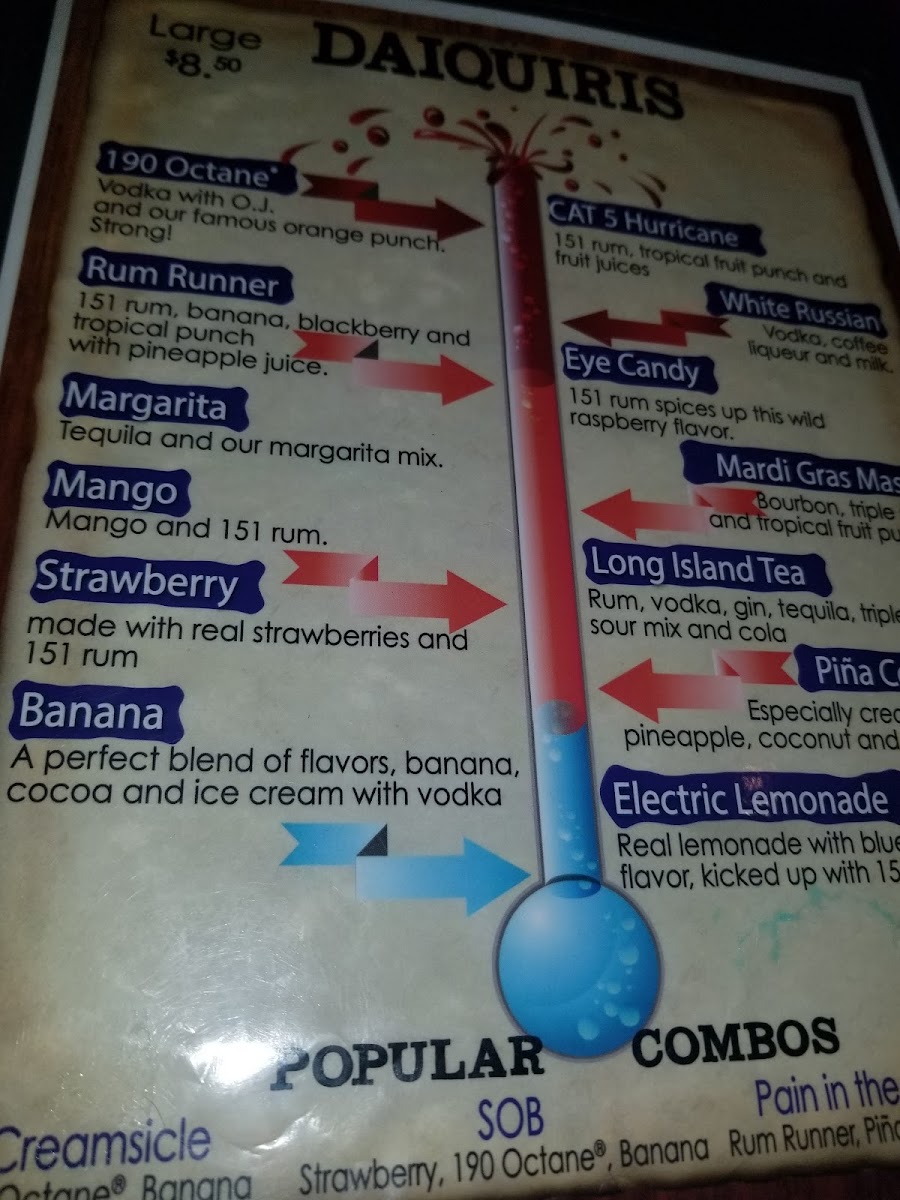 Large
$8.50
DAIQUIRIS
190 Octane*
Vodka with O.J.
and our famous orange punch.
Strong!
Rum Runner
151 rum, banana, blackberry and
tropical punch
with pineapple juice.
Margarita
Tequila and our margarita mix.
Mango
Mango and 151 rum.
Strawberry
made with real strawberries and
151 rum
Banana
A perfect blend of flavors, banana,
cocoa and ice cream with vodka
CAT 5 Hurricane
151 rum, tropical fruit punch and
fruit juices
White Russian
Vodka, coffee
liqueur and milk.
Eye Candy
151 rum spices up this wild
raspberry flavor.
Mardi Gras
Bourbon, triple
and tropical fruit
Long Island Tea
Rum, vodka, gin, tequila,
sour mix and cola
Piña
Especially
pineapple, coconut and
Electric Lemonade
Real lemonade with
flavor, kicked up with
POPULAR COMBOS
Creamsicle
Octane® Banana
SOB
Strawberry, 190 Octane®, Banana
Pain in the
Rum Runner,